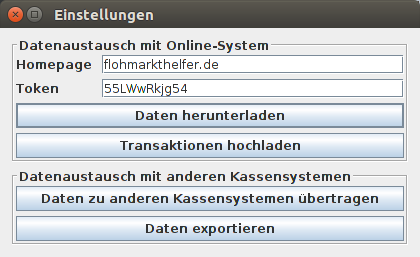 Einstellungen
Datenaustausch mit Online-System
Homepage flohmarkthelfer.de
Token 55LWwRkjg54
Daten herunterladen
Transaktionen hochladen
Datenaustausch mit anderen Kassensystemen
Daten zu anderen Kassensystemen übertragen
Daten exportieren